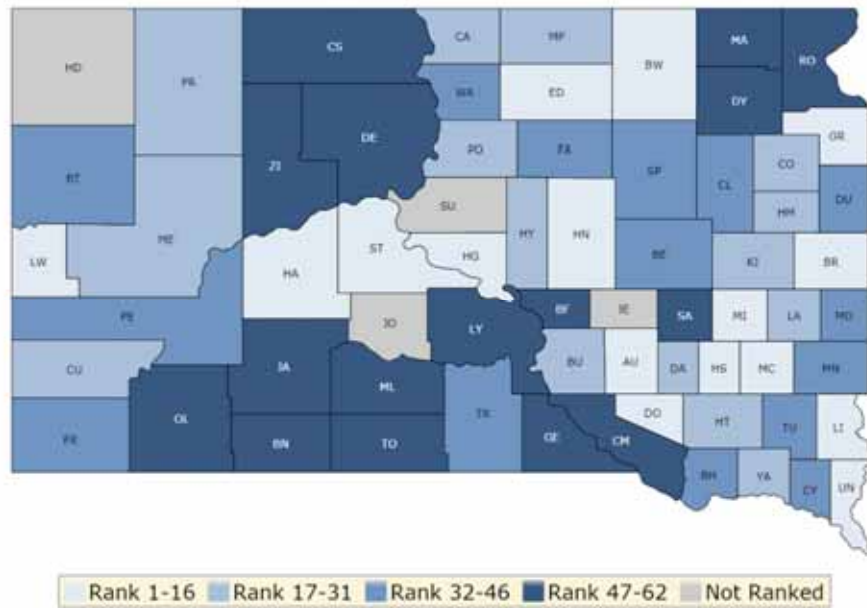 CS
CA
MP
MA
HD
PR
BW
RO
WA
ED
DE
DY
GR
JI
PO
FA
CO
BT
SP
CL
DU
SU
HM
ME
MY
HN
ST
HG
BE
KI
BR
LW
HA
PE
JO
LY
BF
JE
SA
MI
LA
MO
CU
JA
BU
AU
DA
HS
MC
MN
ML
OL
TR
GE
CM
DO
HT
TU
LI
FR
BN
TO
BH
YA
CY
UN
Rank 1-16
Rank 17-31
Rank 32-46
Rank 47-62
Not Ranked